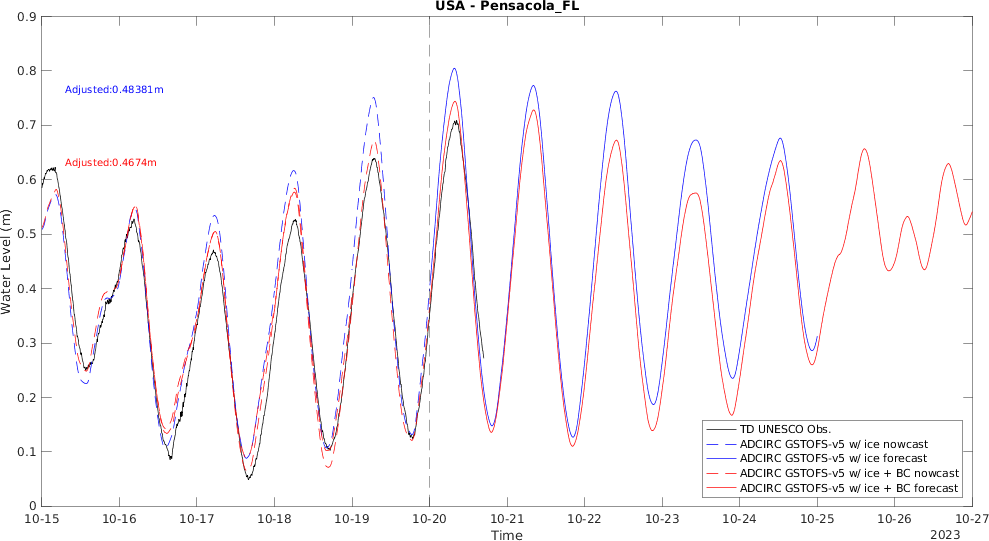 USA - Pensacola_FL
0.9
0.8
0.7
0.6
0.5
0.4
0.3
0.2
0.1
0
Water Level (m)
Adjusted:0.48381m
Adjusted:0.4674m
TD UNESCO Obs.
ADCIRC GSTOFS-v5 w/ ice nowcast
ADCIRC GSTOFS-v5 w/ ice forecast
ADCIRC GSTOFS-v5 w/ ice + BC nowcast
ADCIRC GSTOFS-v5 w/ ice + BC forecast
10-15 10-16 10-17 10-18 10-19 10-20 10-21 10-22 10-23 10-24 10-25 10-26 10-27
Time
2023